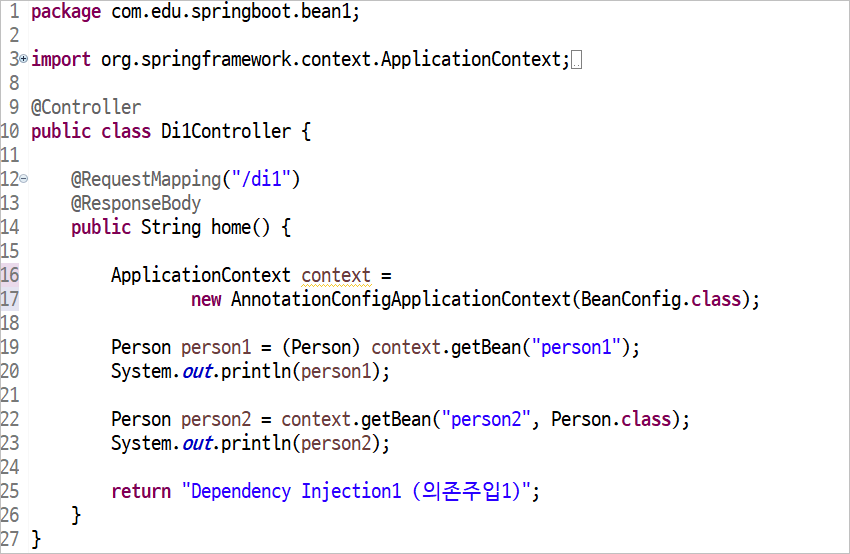 1 package com.edu.springboot.bean1;
2
3 import org.springframework.context.ApplicationContext;
8
9 @Controller
10 public class Di1Controller {
11
12     @RequestMapping("/di1")
13     @ResponseBody
14     public String home() {
15
16         ApplicationContext context =
17                 new AnnotationConfigApplicationContext(BeanConfig.class);
18
19         Person person1 = (Person) context.getBean("person1");
20         System.out.println(person1);
21
22         Person person2 = context.getBean("person2", Person.class);
23         System.out.println(person2);
24
25         return "Dependency Injection1 (의존주입1)";
26     }
27 }